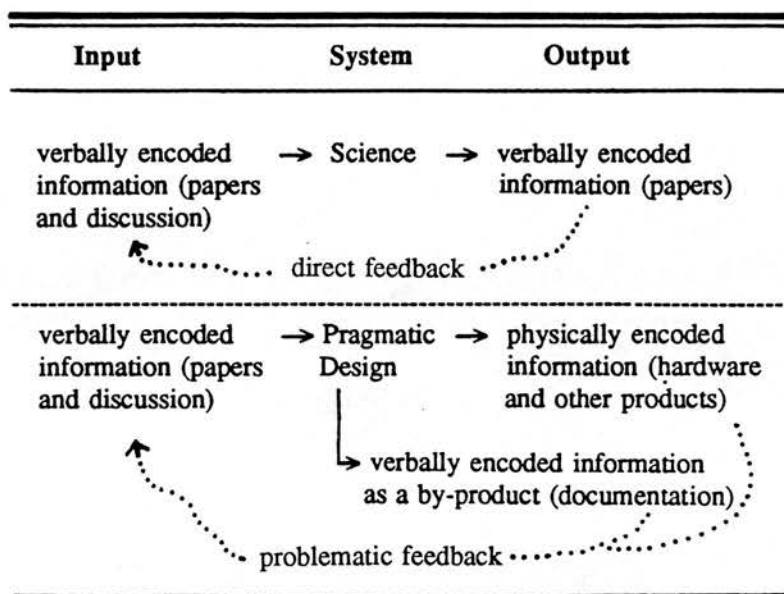 Input System Output
verbally encoded → Science → verbally encoded
information (papers information (papers)
and discussion)
direct feedback
verbally encoded → Pragmatic → physically encoded
information (papers Design information (hardware
and discussion) and other products)
verbally encoded information
as a by-product (documentation)
problematic feedback